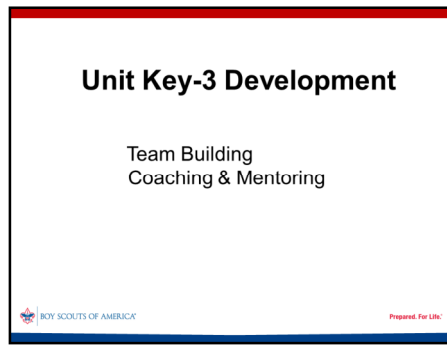 Unit Key-3 Development
Team Building
Coaching & Mentoring
BOY SCOUTS OF AMERICA®
Prepared. For Life.®